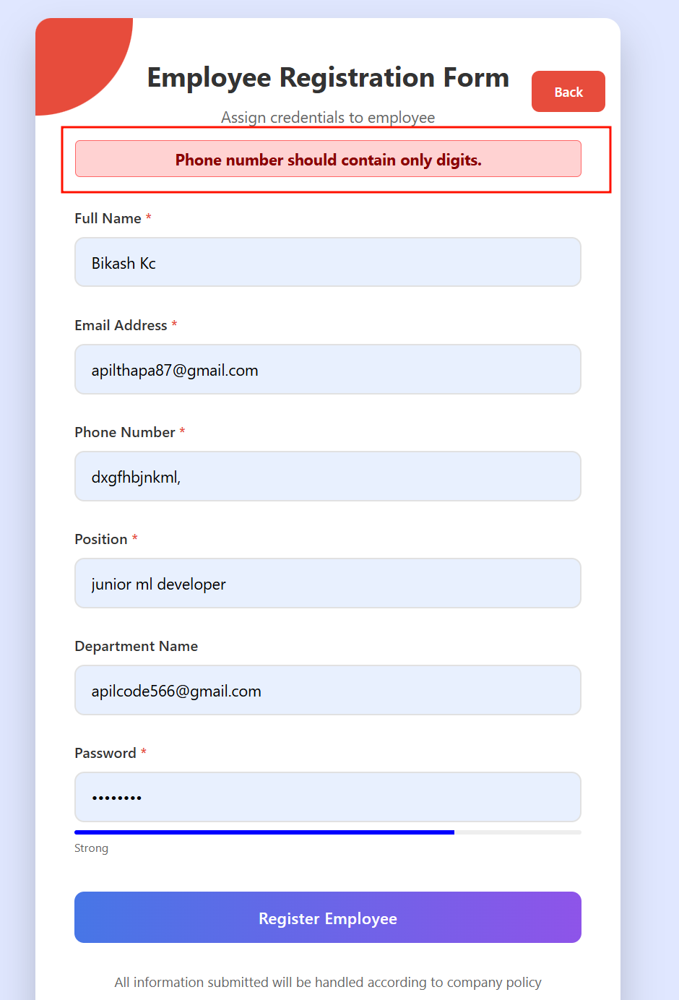 Employee Registration Form
Back
Assign credentials to employee
Phone number should contain only digits.
Full Name *
Bikash Kc
Email Address *
apilthapa87@gmail.com
Phone Number *
dxgfhbjnkml,
Position *
junior ml developer
Department Name
apilcode566@gmail.com
Password *
••••••••
Strong
Register Employee
All information submitted will be handled according to company policy